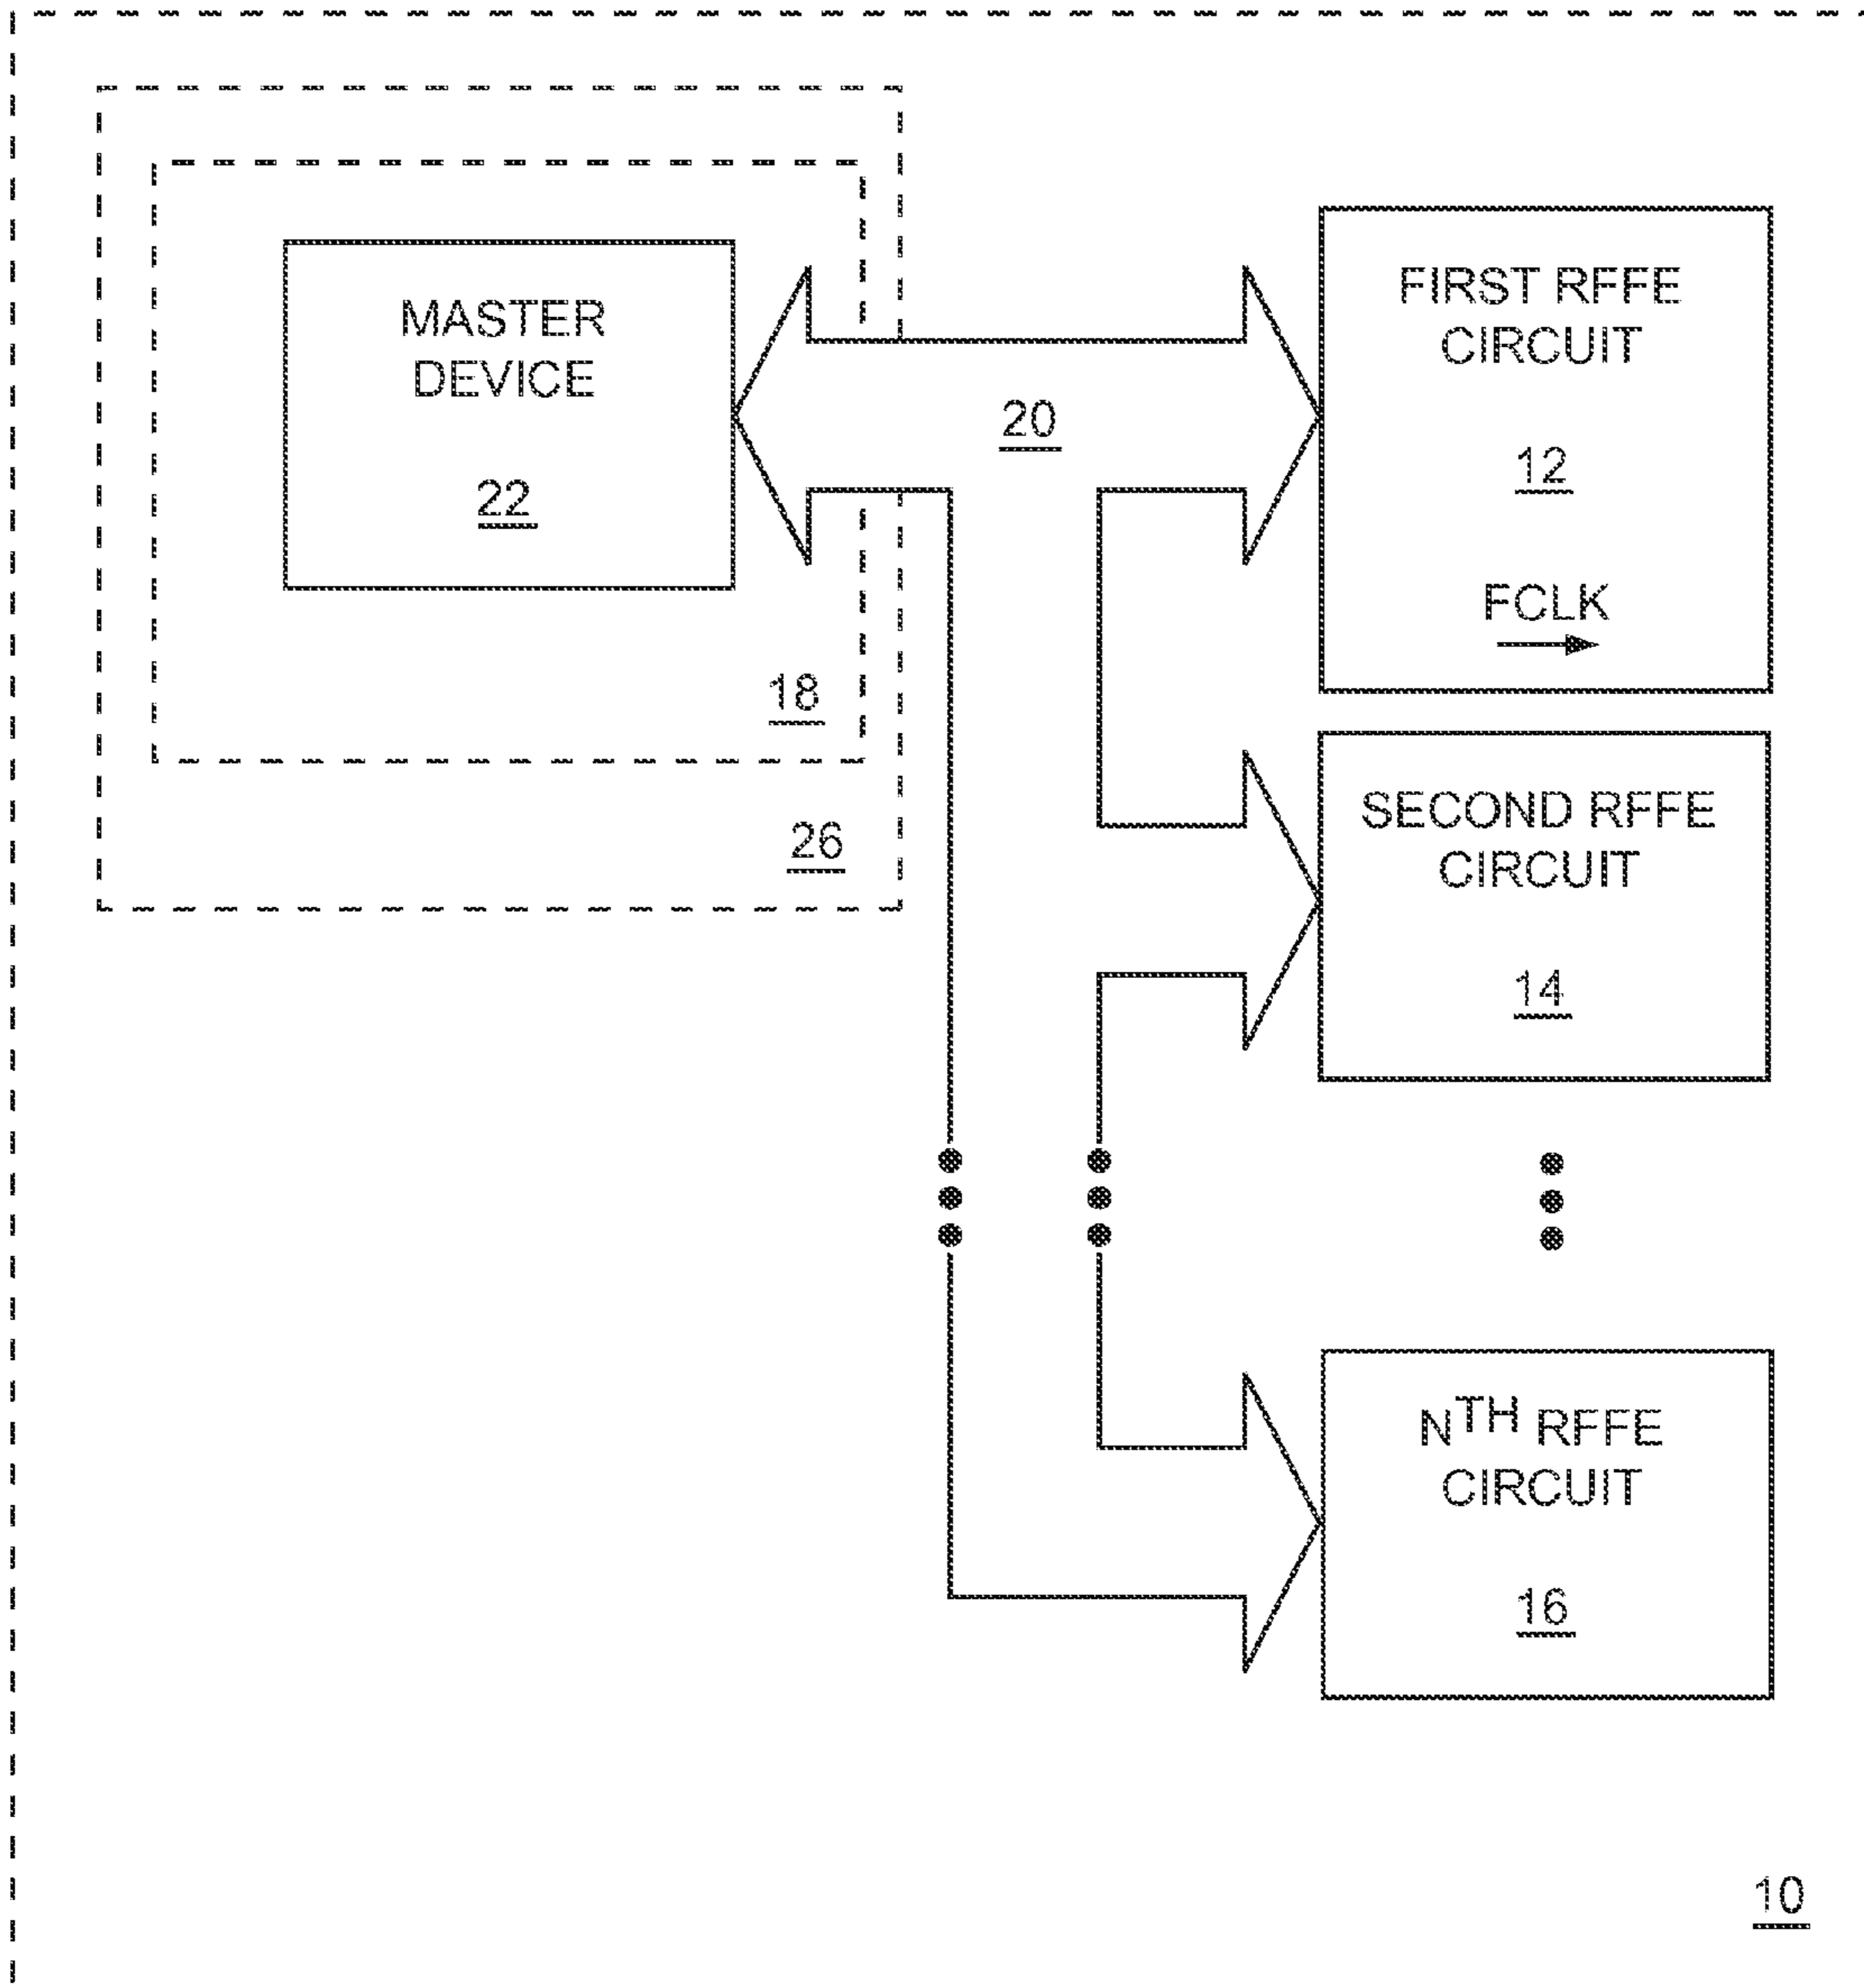 MASTER
DEVICE
22
18
26
20
FIRST RFFE
CIRCUIT
12
FCLK
SECOND RFFE
CIRCUIT
14
NTH RFFE
CIRCUIT
16
10